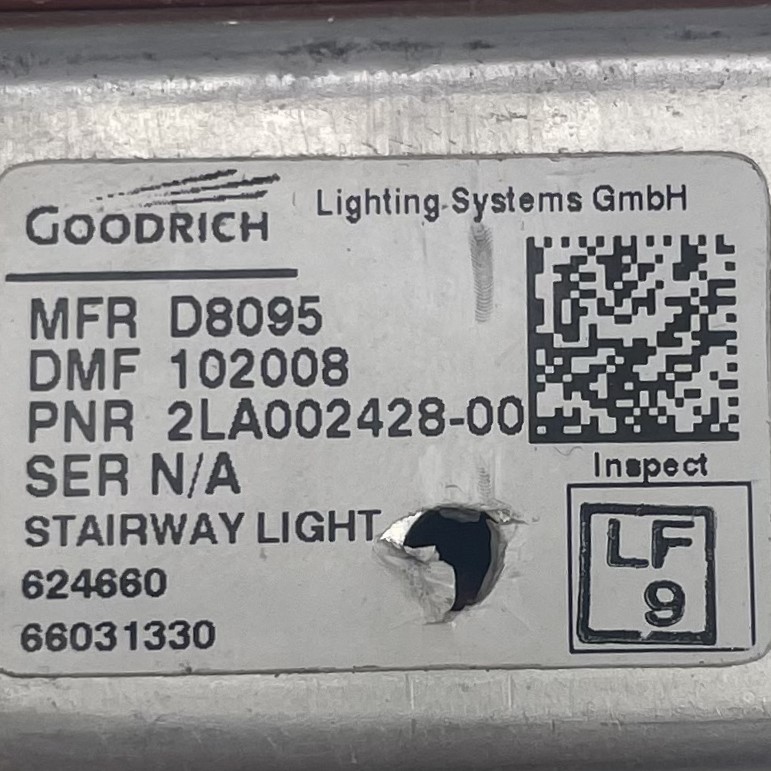 GOODRICH
Lighting Systems GmbH
MFR D8095
DMF 102008
PNR 2LA002428-00
SER N/A
STAIRWAY LIGHT
624660
66031330
Inspect
LF
9